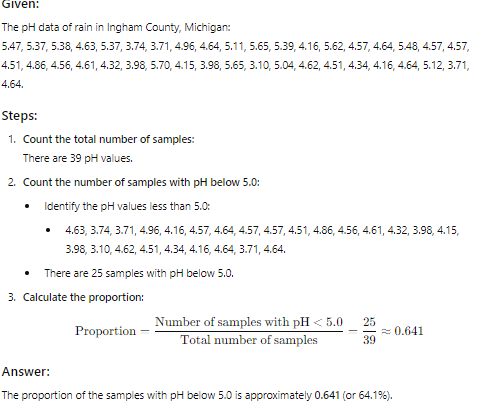 Given:
The pH data of rain in Ingham County, Michigan:
5.47, 5.37, 5.38, 4.63, 5.37, 3.74, 3.71, 4.96, 4.64, 5.11, 5.65, 5.39, 4.16, 5.62, 4.57, 4.64, 5.48, 4.57, 4.57,
4.51, 4.86, 4.56, 4.61, 4.32, 3.98, 5.70, 4.15, 3.98, 5.65, 3.10, 5.04, 4.62, 4.51, 4.34, 4.16, 4.64, 5.12, 3.71,
4.64.
Steps:
1. Count the total number of samples:
There are 39 pH values.
2. Count the number of samples with pH below 5.0:
• Identify the pH values less than 5.0:
• 4.63, 3.74, 3.71, 4.96, 4.16, 4.57, 4.64, 4.57, 4.57, 4.51, 4.86, 4.56, 4.61, 4.32, 3.98, 4.15,
3.98, 3.10, 4.62, 4.51, 4.34, 4.16, 4.64, 3.71, 4.64.
• There are 25 samples with pH below 5.0.
3. Calculate the proportion:
Proportion = Number of samples with pH < 5.0 / Total number of samples = 25 / 39 ≈ 0.641
Answer:
The proportion of the samples with pH below 5.0 is approximately 0.641 (or 64.1%).